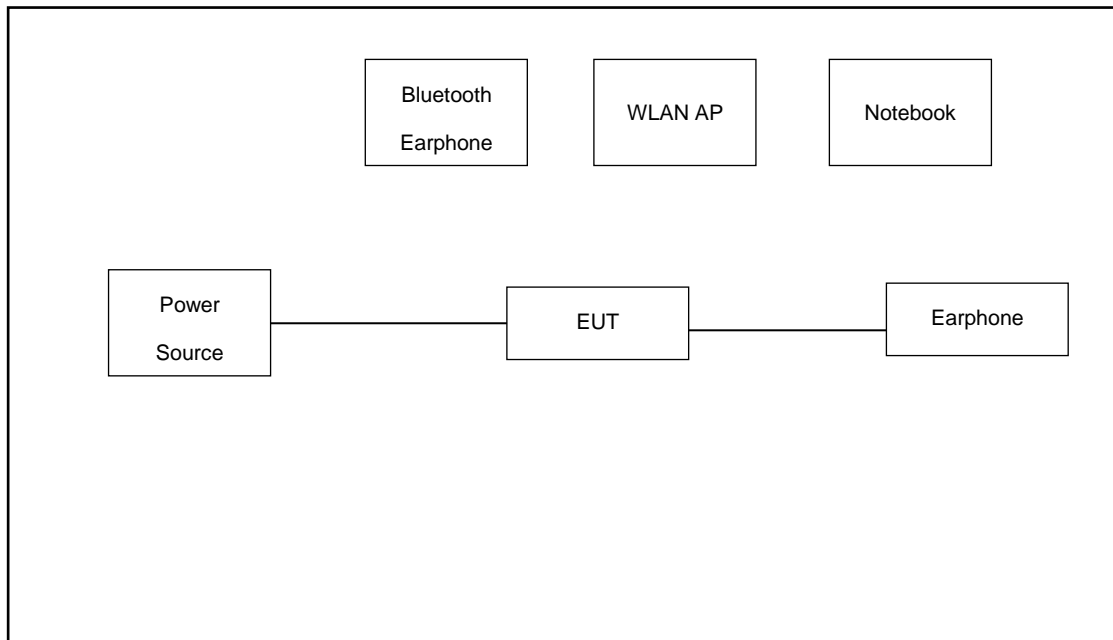 Bluetooth
Earphone
WLAN AP
Notebook
Power
Source
EUT
Earphone